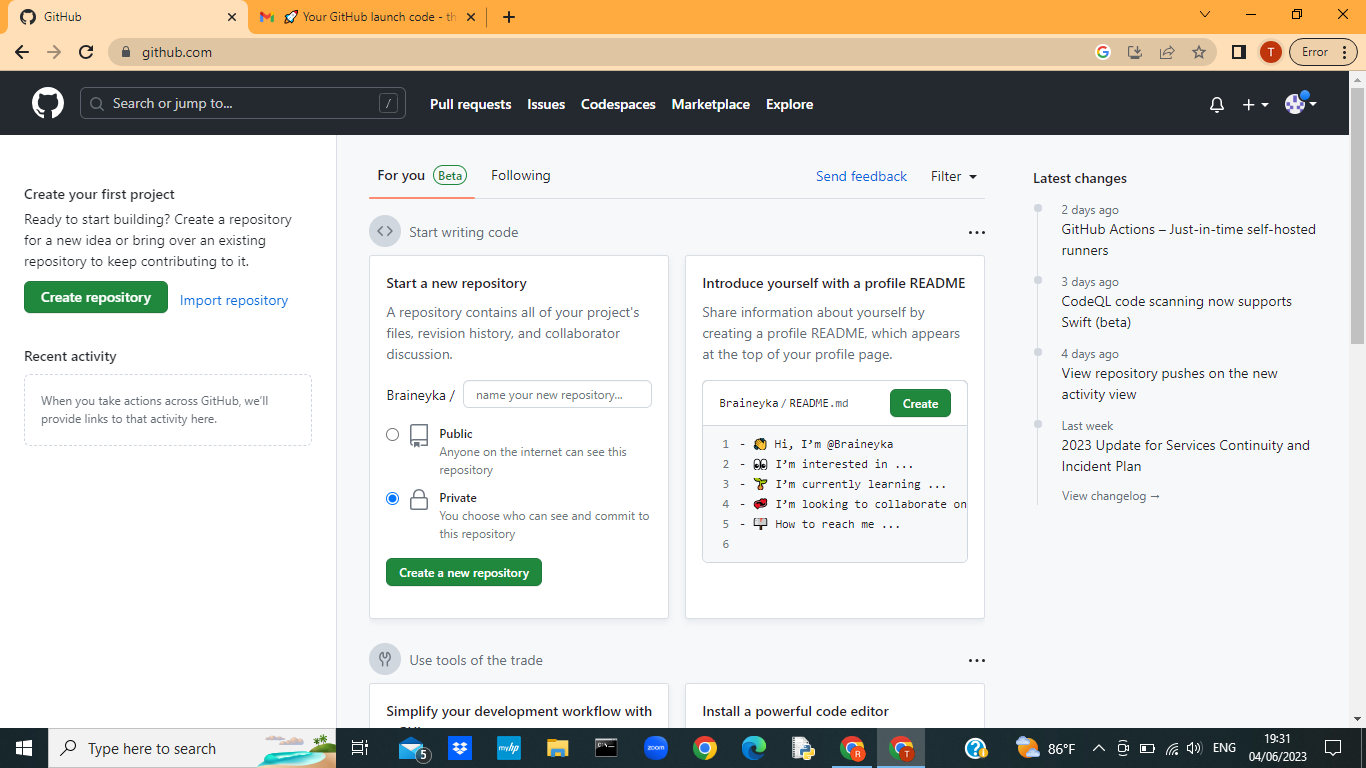 GitHub
Your GitHub launch code - th
github.com
T
Error
Search or jump to...
/
Pull requests
Issues
Codespaces
Marketplace
Explore
Create your first project
Ready to start building? Create a repository
for a new idea or bring over an existing
repository to keep contributing to it.
Create repository
Import repository
Recent activity
When you take actions across GitHub, we'll
provide links to that activity here.
For you
Beta
Following
Send feedback
Filter
Start writing code
Start a new repository
A repository contains all of your project's
files, revision history, and collaborator
discussion.
Braineyka /
name your new repository...
Public
Anyone on the internet can see this
repository
Private
You choose who can see and commit to
this repository
Create a new repository
Introduce yourself with a profile README
Share information about yourself by
creating a profile README, which appears
at the top of your profile page.
Braineyka / README.md
Create
1 - 👋 Hi, I'm @Braineyka
2 - 👀 I'm interested in ...
3 - 🌱 I'm currently learning ...
4 - 💞️ I'm looking to collaborate on
5 - 📫 How to reach me ...
6
Use tools of the trade
Simplify your development workflow with
Install a powerful code editor
Latest changes
2 days ago
GitHub Actions – Just-in-time self-hosted
runners
3 days ago
CodeQL code scanning now supports
Swift (beta)
4 days ago
View repository pushes on the new
activity view
Last week
2023 Update for Services Continuity and
Incident Plan
View changelog →
Type here to search
5
myhp
zoom
R
T
86°F
ENG
19:31
04/06/2023